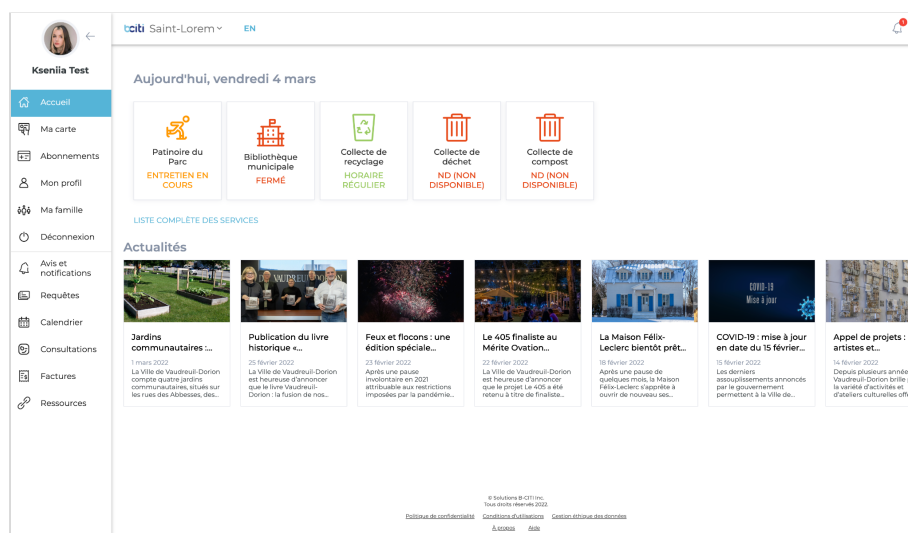 bciti Saint-Lorem
EN
1
Kseniia Test
Accueil
Ma carte
Abonnements
Mon profil
Ma famille
Déconnexion
Avis et
notifications
Requêtes
Calendrier
Consultations
Factures
Ressources
Aujourd'hui, vendredi 4 mars
Patinoire du
Parc
ENTRETIEN EN
COURS
Bibliothèque
municipale
FERMÉ
Collecte de
recyclage
HORAIRE
RÉGULIER
Collecte de
déchet
ND (NON
DISPONIBLE)
Collecte de
compost
ND (NON
DISPONIBLE)
LISTE COMPLÈTE DES SERVICES
Actualités
Jardins
communautaires :...
1 mars 2022
La Ville de Vaudreuil-Dorion
compte quatre jardins
communautaires, situés sur
les rues des Abbesses, des...
VAUDREUIL-DORION
Publication du livre
historique «...
25 février 2022
La Ville de Vaudreuil-Dorion
est heureuse d'annoncer
que le livre Vaudreuil-
Dorion : la fusion de nos...
Feux et flocons : une
édition spéciale...
23 février 2022
Après une pause
involontaire en 2021
attribuable aux restrictions
imposées par la pandémie...
Le 405 finaliste au
Mérite Ovation...
22 février 2022
La Ville de Vaudreuil-Dorion
est heureuse d'annoncer
que le projet Le 405 a été
retenu à titre de finaliste...
La Maison Félix-
Leclerc bientôt prêt...
18 février 2022
Après une pause de
quelques mois, la Maison
Félix-Leclerc s'apprête à
ouvrir de nouveau ses...
COVID-19
Mise à jour
COVID-19 : mise à jour
en date du 15 février...
15 février 2022
Les derniers
assouplissements annoncés
par le gouvernement
permettent à la Ville de...
Appel de projets :
artistes et...
14 février 2022
Depuis plusieurs année
Vaudreuil-Dorion brille
la variété d'activités et
d'ateliers culturelles off
© Solutions B-CITI Inc.
Tous droits réservés 2022.
Politique de confidentialité Conditions d'utilisations Gestion éthique des données
À propos Aide